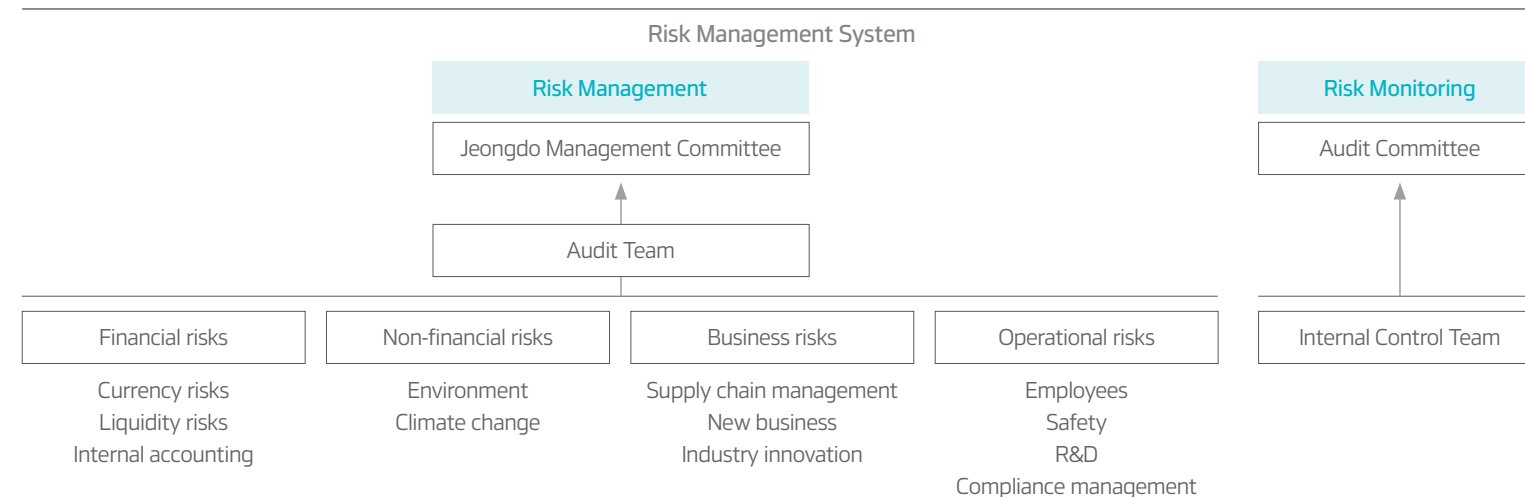 Risk Management System
Risk Management
Risk Monitoring
Jeongdo Management Committee
Audit Committee
Audit Team
Financial risks
Non-financial risks
Business risks
Operational risks
Internal Control Team
Currency risks
Liquidity risks
Internal accounting
Environment
Climate change
Supply chain management
New business
Industry innovation
Employees
Safety
R&D
Compliance management